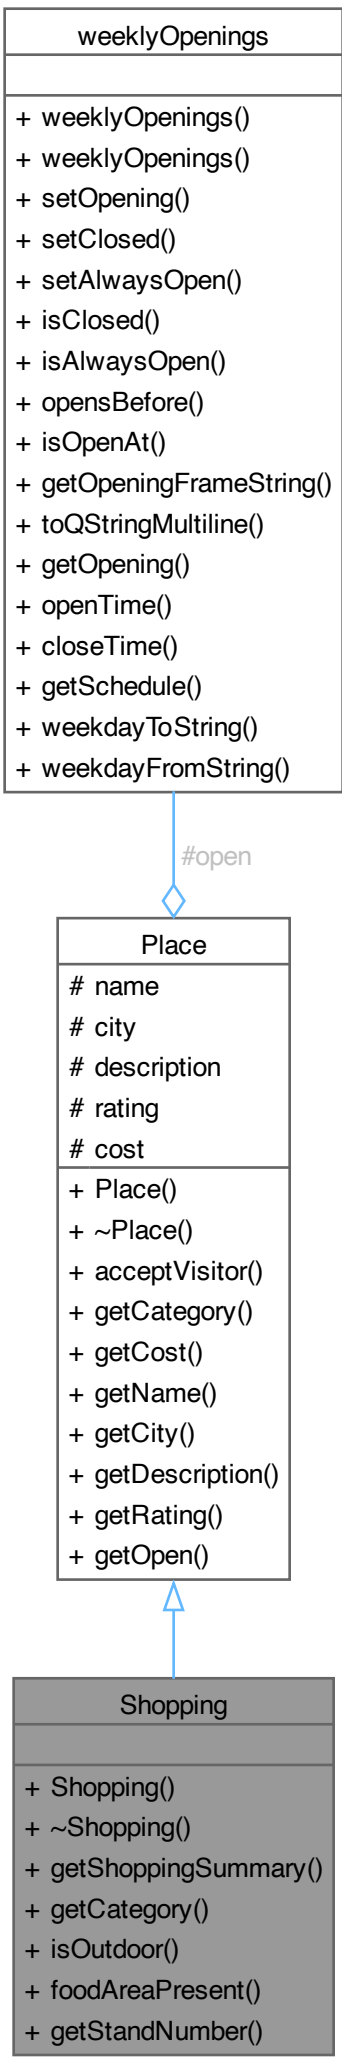 weeklyOpenings
+ weeklyOpenings()
+ weeklyOpenings()
+ setOpening()
+ setClosed()
+ setAlwaysOpen()
+ isClosed()
+ isAlwaysOpen()
+ opensBefore()
+ isOpenAt()
+ getOpeningFrameString()
+ toQStringMultiline()
+ getOpening()
+ openTime()
+ closeTime()
+ getSchedule()
+ weekdayToString()
+ weekdayFromString()
#open
Place
# name
# city
# description
# rating
# cost
+ Place()
+ ~Place()
+ acceptVisitor()
+ getCategory()
+ getCost()
+ getName()
+ getCity()
+ getDescription()
+ getRating()
+ getOpen()
Shopping
+ Shopping()
+ ~Shopping()
+ getShoppingSummary()
+ getCategory()
+ isOutdoor()
+ foodAreaPresent()
+ getStandNumber()